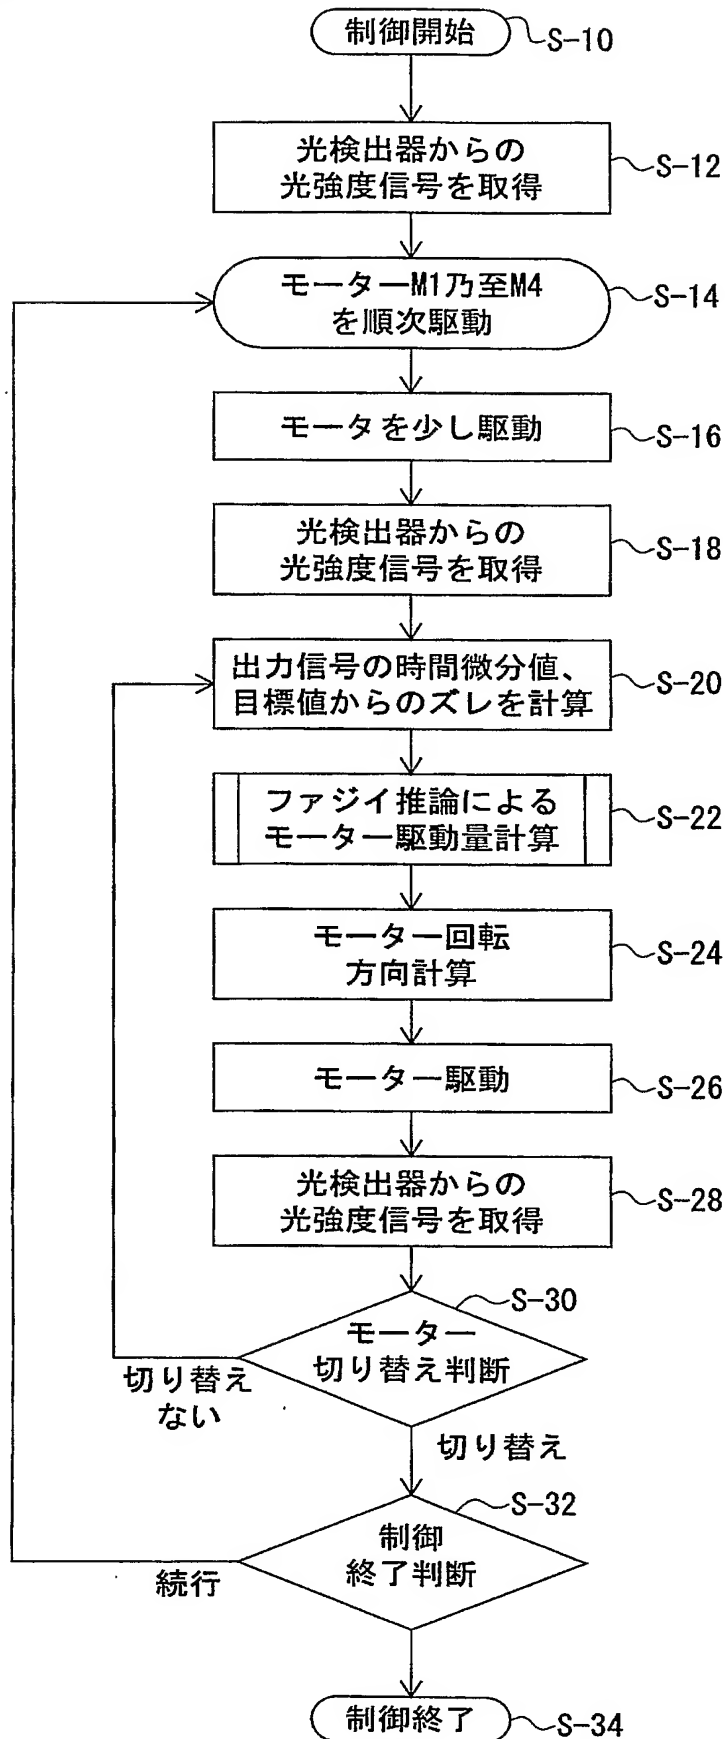 制御開始
S-10
光検出器からの
光強度信号を取得
S-12
モーターM1乃至M4
を順次駆動
S-14
モータを少し駆動
S-16
光検出器からの
光強度信号を取得
S-18
出力信号の時間微分値、
目標値からのズレを計算
S-20
ファジイ推論による
モーター駆動量計算
S-22
モーター回転
方向計算
S-24
モーター駆動
S-26
光検出器からの
光強度信号を取得
S-28
S-30
モーター
切り替え判断
切り替え
ない
切り替え
S-32
制御
終了判断
続行
制御終了
S-34